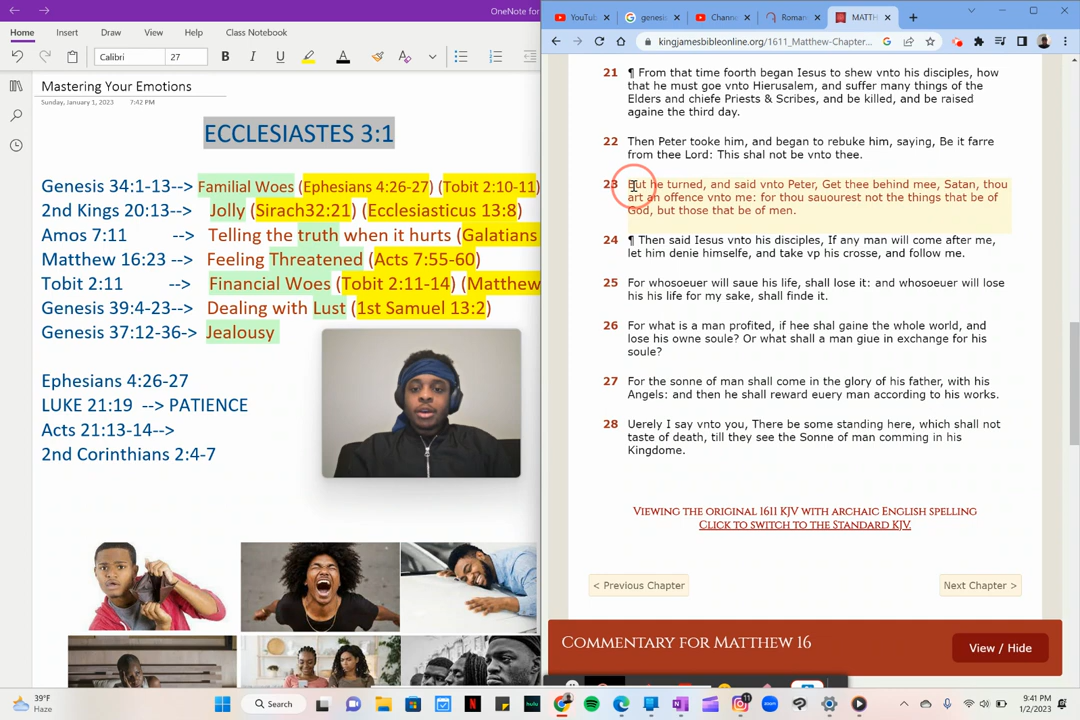 OneNote for
Home Insert Draw View Help Class Notebook
Calibri 27 B I U A
Mastering Your Emotions
Sunday, January 1, 2023 7:42 PM
ECCLESIASTES 3:1
Genesis 34:1-13--> Familial Woes (Ephesians 4:26-27) (Tobit 2:10-11)
2nd Kings 20:13--> Jolly (Sirach32:21) (Ecclesiasticus 13:8)
Amos 7:11 --> Telling the truth when it hurts (Galatians
Matthew 16:23 --> Feeling Threatened (Acts 7:55-60)
Tobit 2:11 --> Financial Woes (Tobit 2:11-14) (Matthew
Genesis 39:4-23--> Dealing with Lust (1st Samuel 13:2)
Genesis 37:12-36-> Jealousy
Ephesians 4:26-27
LUKE 21:19 --> PATIENCE
Acts 21:13-14-->
2nd Corinthians 2:4-7
YouTub genesis Channe Roman MATTH
kingjamesbibleonline.org/1611_Matthew-Chapter...
21 ¶ From that time foorth began Iesus to shew vnto his disciples, how
that he must goe vnto Hierusalem, and suffer many things of the
Elders and chiefe Priests & Scribes, and be killed, and be raised
againe the third day.
22 Then Peter tooke him, and began to rebuke him, saying, Be it farre
from thee Lord: This shal not be vnto thee.
23 But he turned, and said vnto Peter, Get thee behind mee, Satan, thou
art an offence vnto me: for thou sauourest not the things that be of
God, but those that be of men.
24 ¶ Then said Iesus vnto his disciples, If any man will come after me,
let him denie himselfe, and take vp his crosse, and follow me.
25 For whosoeuer will saue his life, shall lose it: and whosoeuer will lose
his life for my sake, shall finde it.
26 For what is a man profited, if hee shal gaine the whole world, and
lose his owne soule? Or what shall a man giue in exchange for his
soule?
27 For the sonne of man shall come in the glory of his father, with his
Angels: and then he shall reward euery man according to his works.
28 Uerely I say vnto you, There be some standing here, which shall not
taste of death, till they see the Sonne of man comming in his
Kingdome.
Viewing the original 1611 KJV with archaic English spelling
Click to switch to the Standard KJV.
< Previous Chapter Next Chapter >
Commentary for Matthew 16 View / Hide
39°F
Haze
Search
hulu
11
9:41 PM
1/2/2023